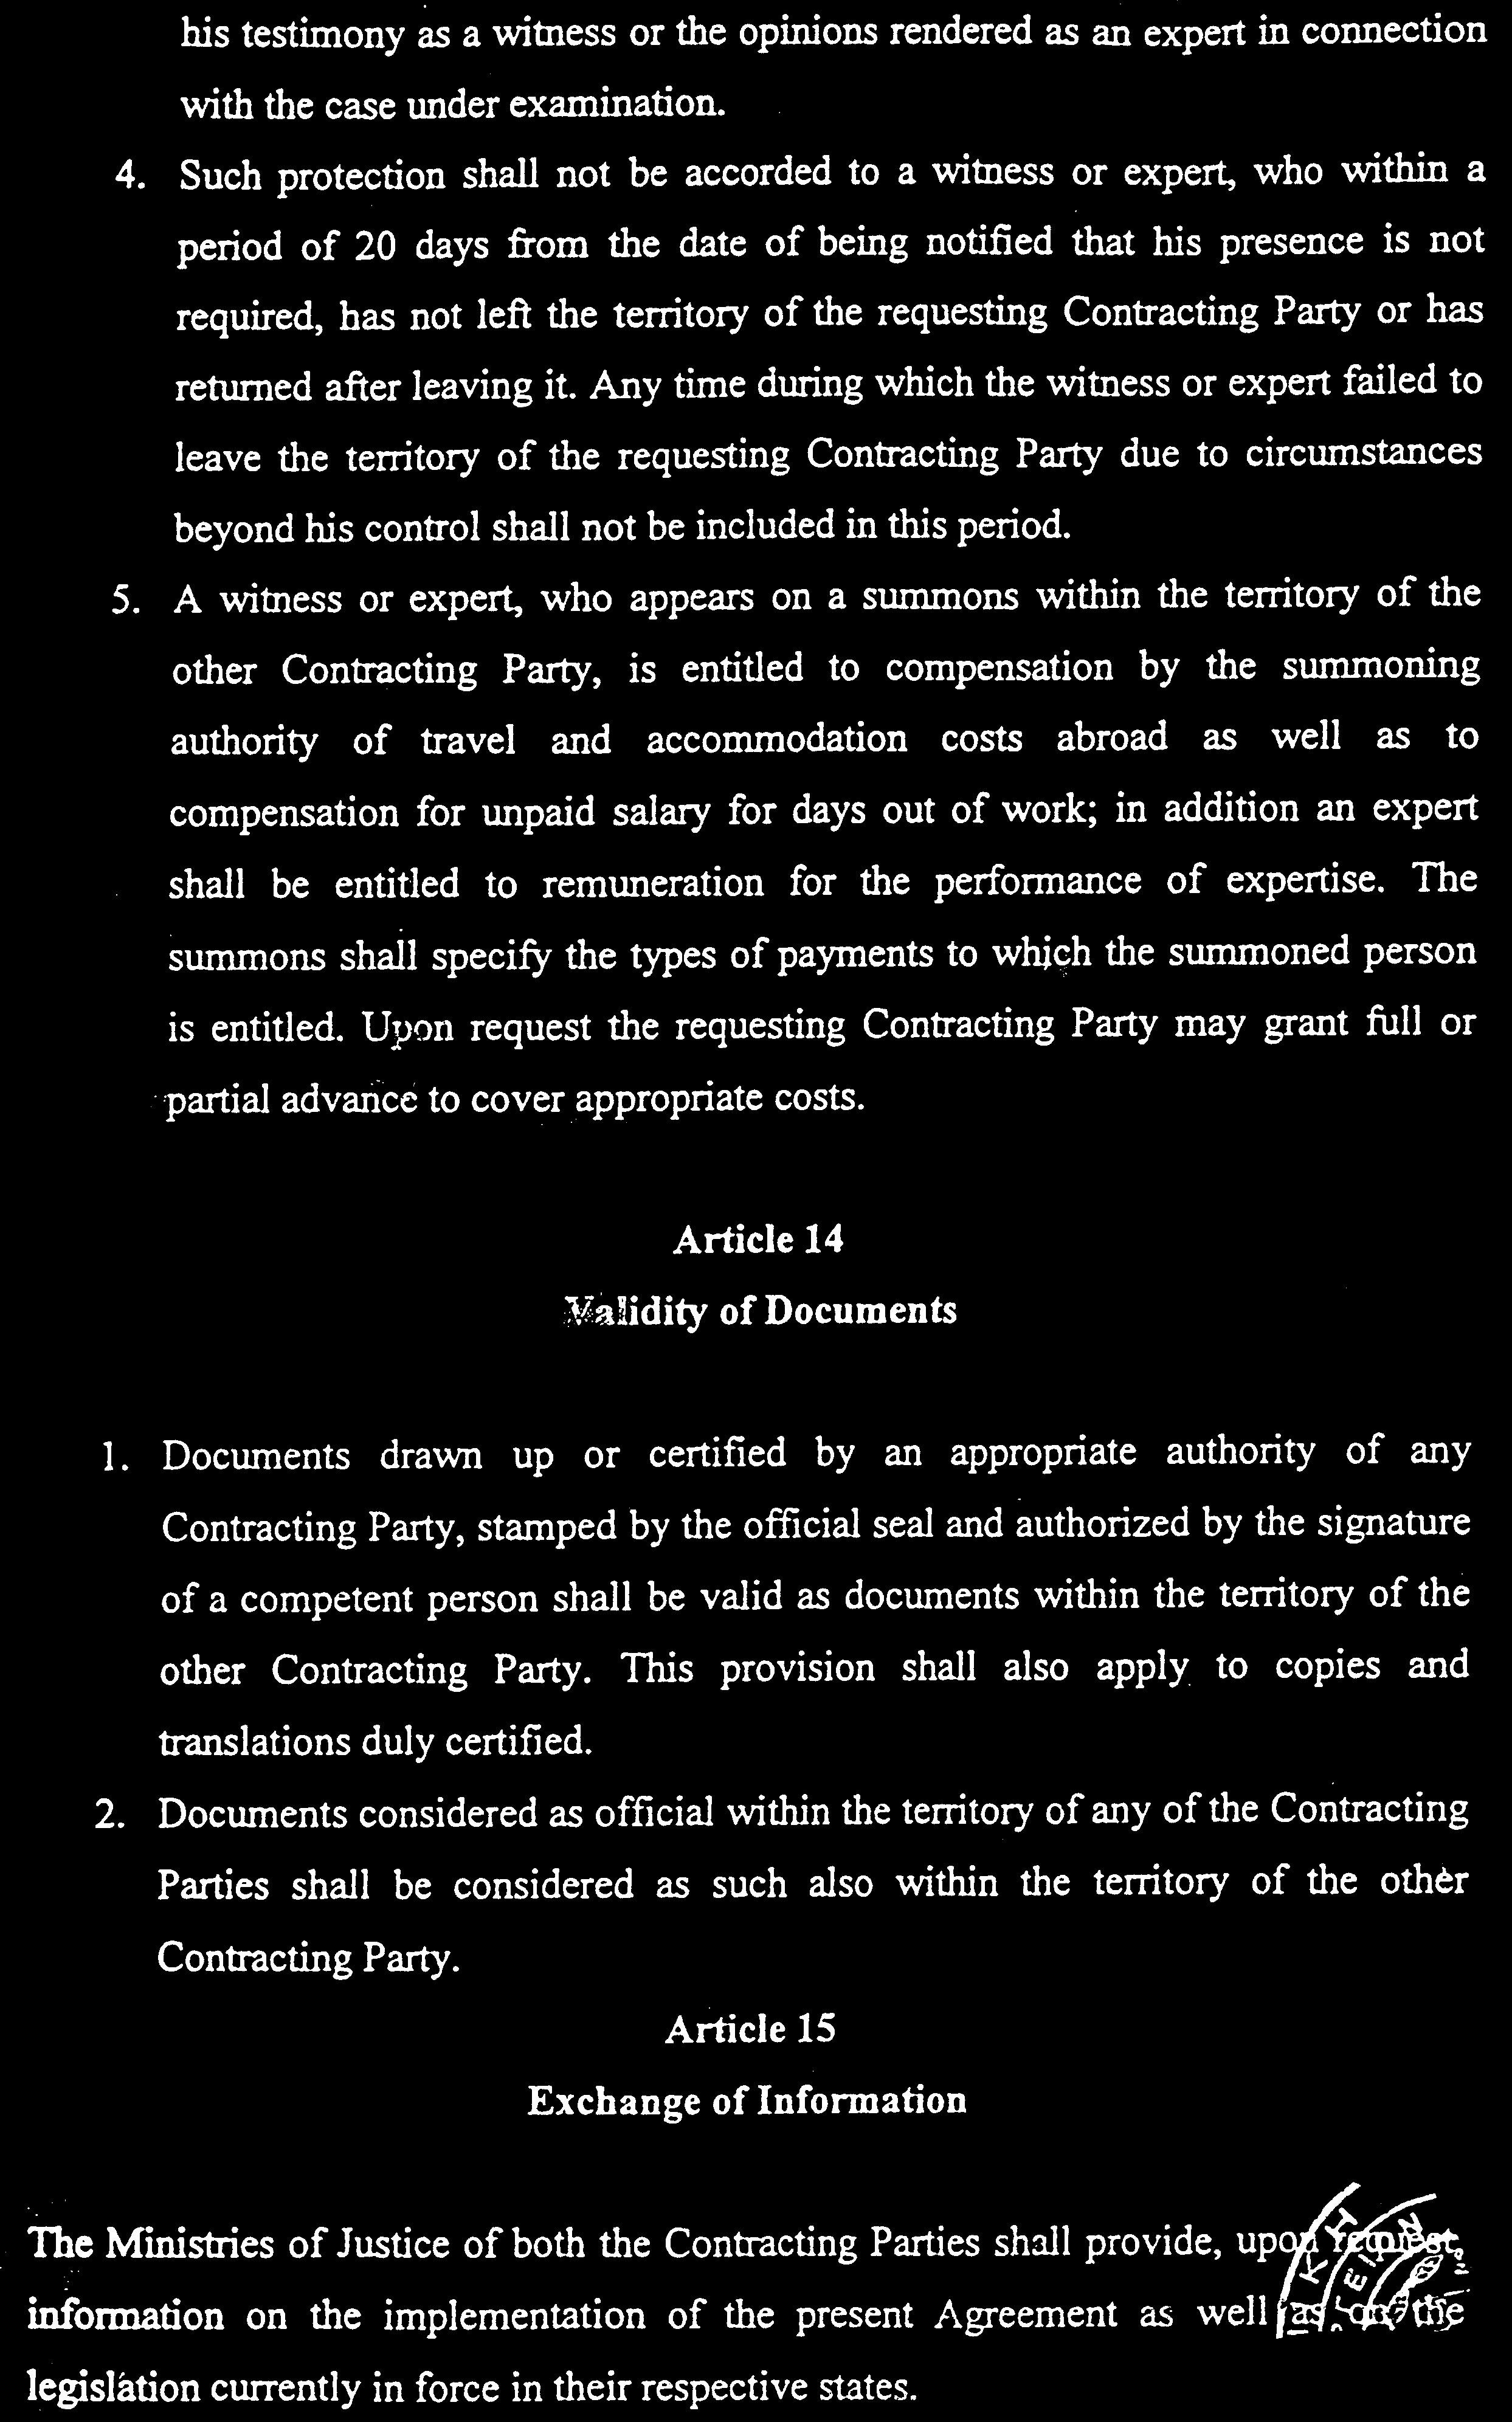 his testimony as a witness or the opinions rendered as an expert in connection
with the case under examination.
4. Such protection shall not be accorded to a witness or expert, who within a
period of 20 days from the date of being notified that his presence is not
required, has not left the territory of the requesting Contracting Party or has
returned after leaving it. Any time during which the witness or expert failed to
leave the territory of the requesting Contracting Party due to circumstances
beyond his control shall not be included in this period.
5. A witness or expert, who appears on a summons within the territory of the
other Contracting Party, is entitled to compensation by the summoning
authority of travel and accommodation costs abroad as well as to
compensation for unpaid salary for days out of work; in addition an expert
shall be entitled to remuneration for the performance of expertise. The
summons shall specify the types of payments to which the summoned person
is entitled. Upon request the requesting Contracting Party may grant full or
partial advance to cover appropriate costs.
Article 14
Validity of Documents
1. Documents drawn up or certified by an appropriate authority of any
Contracting Party, stamped by the official seal and authorized by the signature
of a competent person shall be valid as documents within the territory of the
other Contracting Party. This provision shall also apply to copies and
translations duly certified.
2. Documents considered as official within the territory of any of the Contracting
Parties shall be considered as such also within the territory of the other
Contracting Party.
Article 15
Exchange of Information
The Ministries of Justice of both the Contracting Parties shall provide, upon request,
information on the implementation of the present Agreement as well as on the
legislation currently in force in their respective states.